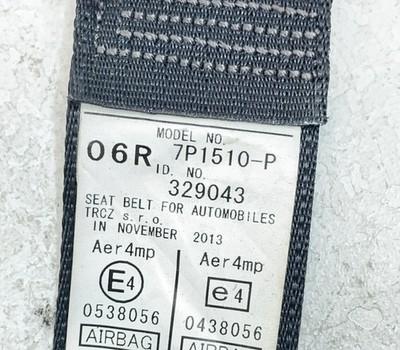 MODEL NO.
06R 7P1510-P
ID. NO.
329043
SEAT BELT FOR AUTOMOBILES
TRCZ s.r.o.
IN NOVEMBER 2013
Aer4mp Aer4mp
E4 e4
0538056 0438056
AIRBAG AIRBAG